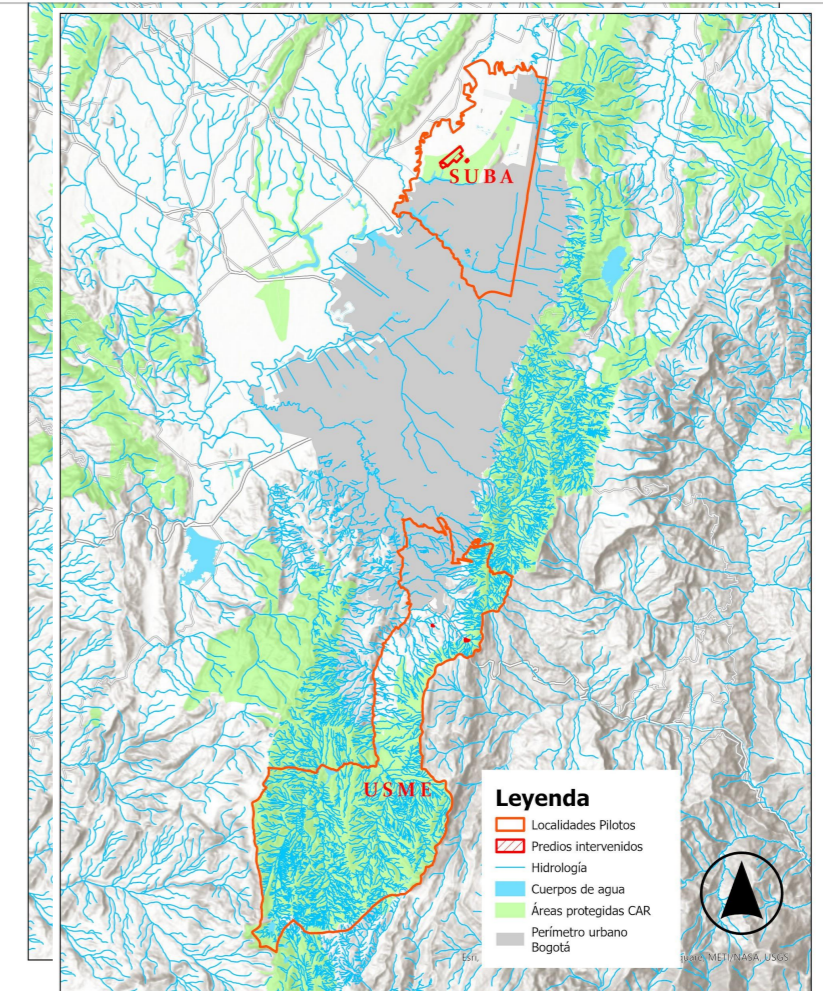 SUBA
USME
Leyenda
Localidades Pilotos
Predios intervenidos
Hidrología
Cuerpos de agua
Áreas protegidas CAR
Perímetro urbano
Bogotá
Esri, METI/NASA, USGS